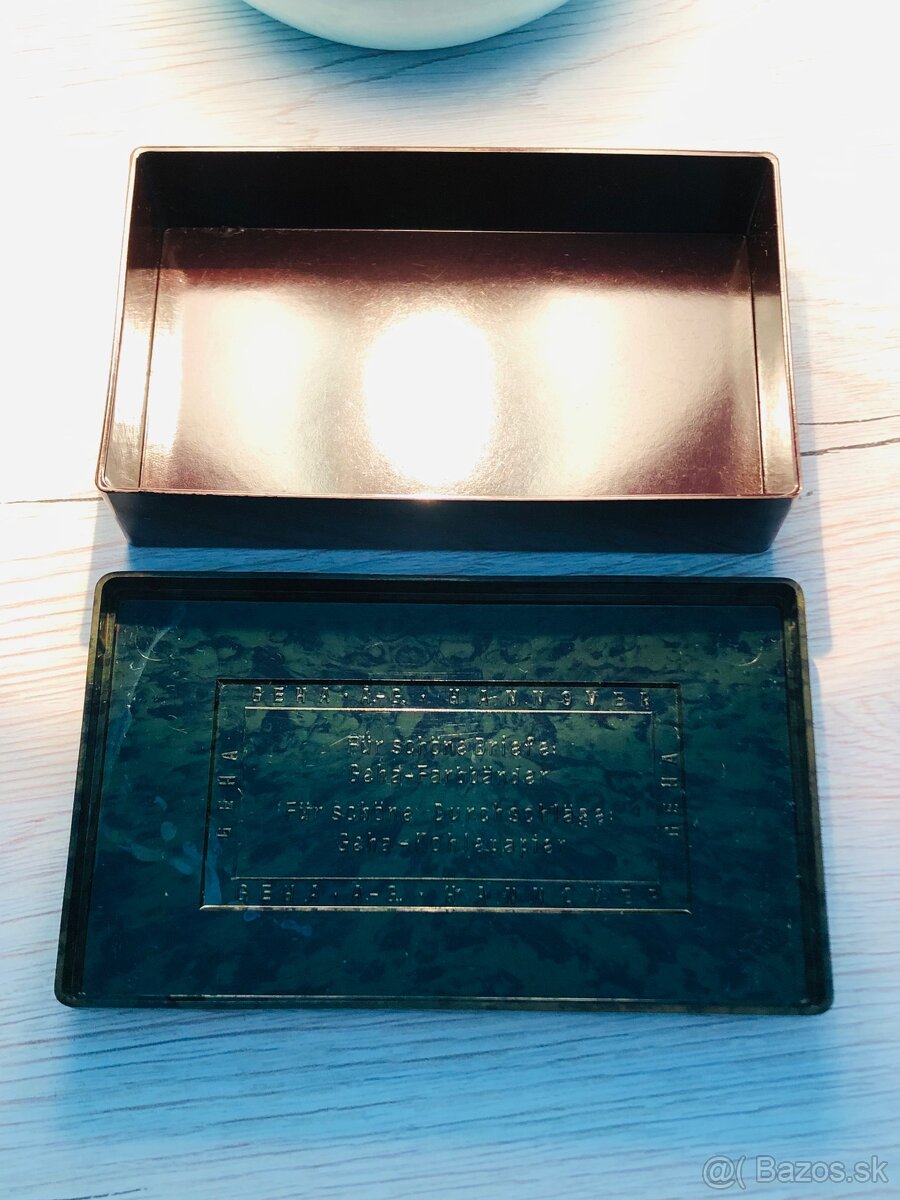 GEHA · A-G · HANNOVER
GEHA
Für schöne Briefe:
Geha-Farbbänder
Für schöne Durchschläge:
Geha-Kohlepapier
GEHA
GEHA · A-G · HANNOVER
@( Bazos.sk